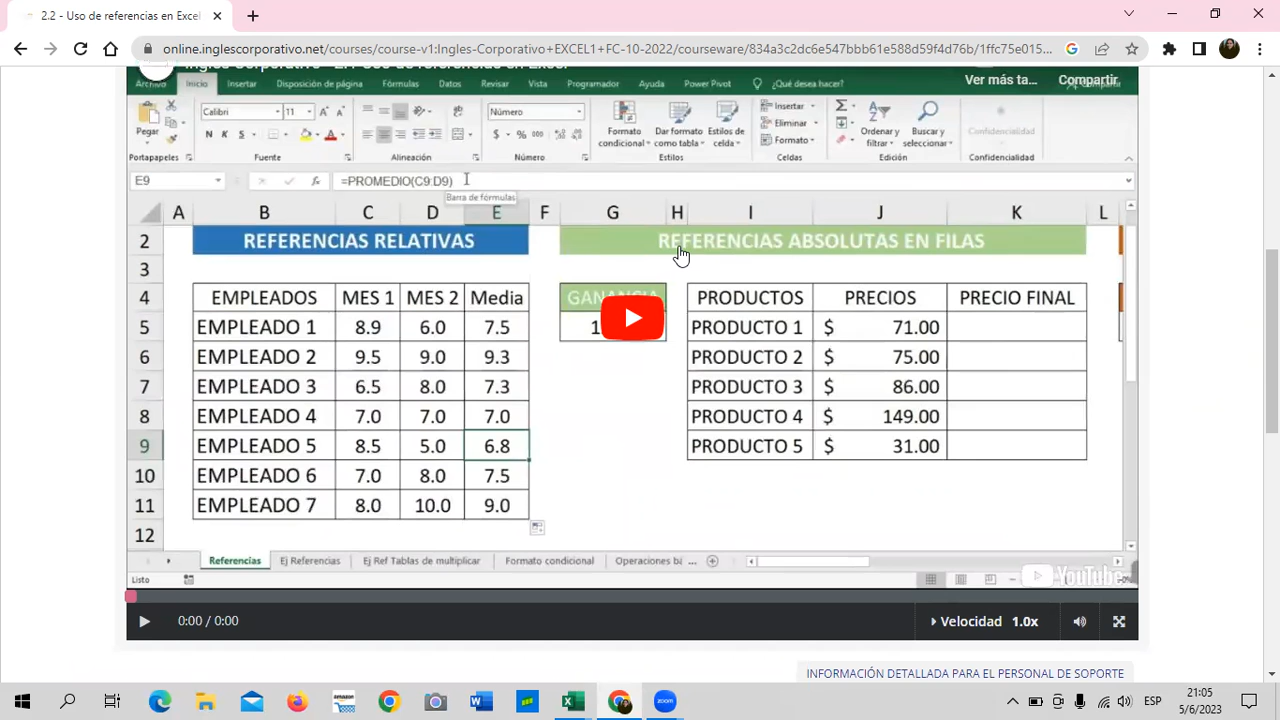 2.2 - Uso de referencias en Excel
online.inglescorporativo.net/courses/course-v1:Ingles-Corporativo+EXCEL1+FC-10-2022/courseware/834a3c2dc6e547bbb61e588d59f4d76b/1ffc75e015...
Ver más ta... Compartir
Archivo Inicio Insertar Disposición de página Fórmulas Datos Revisar Vista Programador Ayuda Power Pivot ¿Qué desea hacer?
Calibri 11 Número Insertar
Eliminar
Formato
Pegar N K S $ % 000 Formato condicional Dar formato como tabla Estilos de celda Ordenar y filtrar Buscar y seleccionar Confidencialidad
Portapapeles Fuente Alineación Número Estilos Celdas Edición Confidencialidad
E9 fx =PROMEDIO(C9:D9)
Barra de fórmulas
A B C D E F G H I J K L
2 REFERENCIAS RELATIVAS REFERENCIAS ABSOLUTAS EN FILAS
3
4 EMPLEADOS MES 1 MES 2 Media GANANCIA PRODUCTOS PRECIOS PRECIO FINAL
5 EMPLEADO 1 8.9 6.0 7.5 PRODUCTO 1 $ 71.00
6 EMPLEADO 2 9.5 9.0 9.3 PRODUCTO 2 $ 75.00
7 EMPLEADO 3 6.5 8.0 7.3 PRODUCTO 3 $ 86.00
8 EMPLEADO 4 7.0 7.0 7.0 PRODUCTO 4 $ 149.00
9 EMPLEADO 5 8.5 5.0 6.8 PRODUCTO 5 $ 31.00
10 EMPLEADO 6 7.0 8.0 7.5
11 EMPLEADO 7 8.0 10.0 9.0
12
Referencias Ej Referencias Ej Ref Tablas de multiplicar Formato condicional Operaciones bá ...
Listo
YouTube
0:00 / 0:00 Velocidad 1.0x
INFORMACIÓN DETALLADA PARA EL PERSONAL DE SOPORTE
amazon
zoom
ESP
21:05
5/6/2023